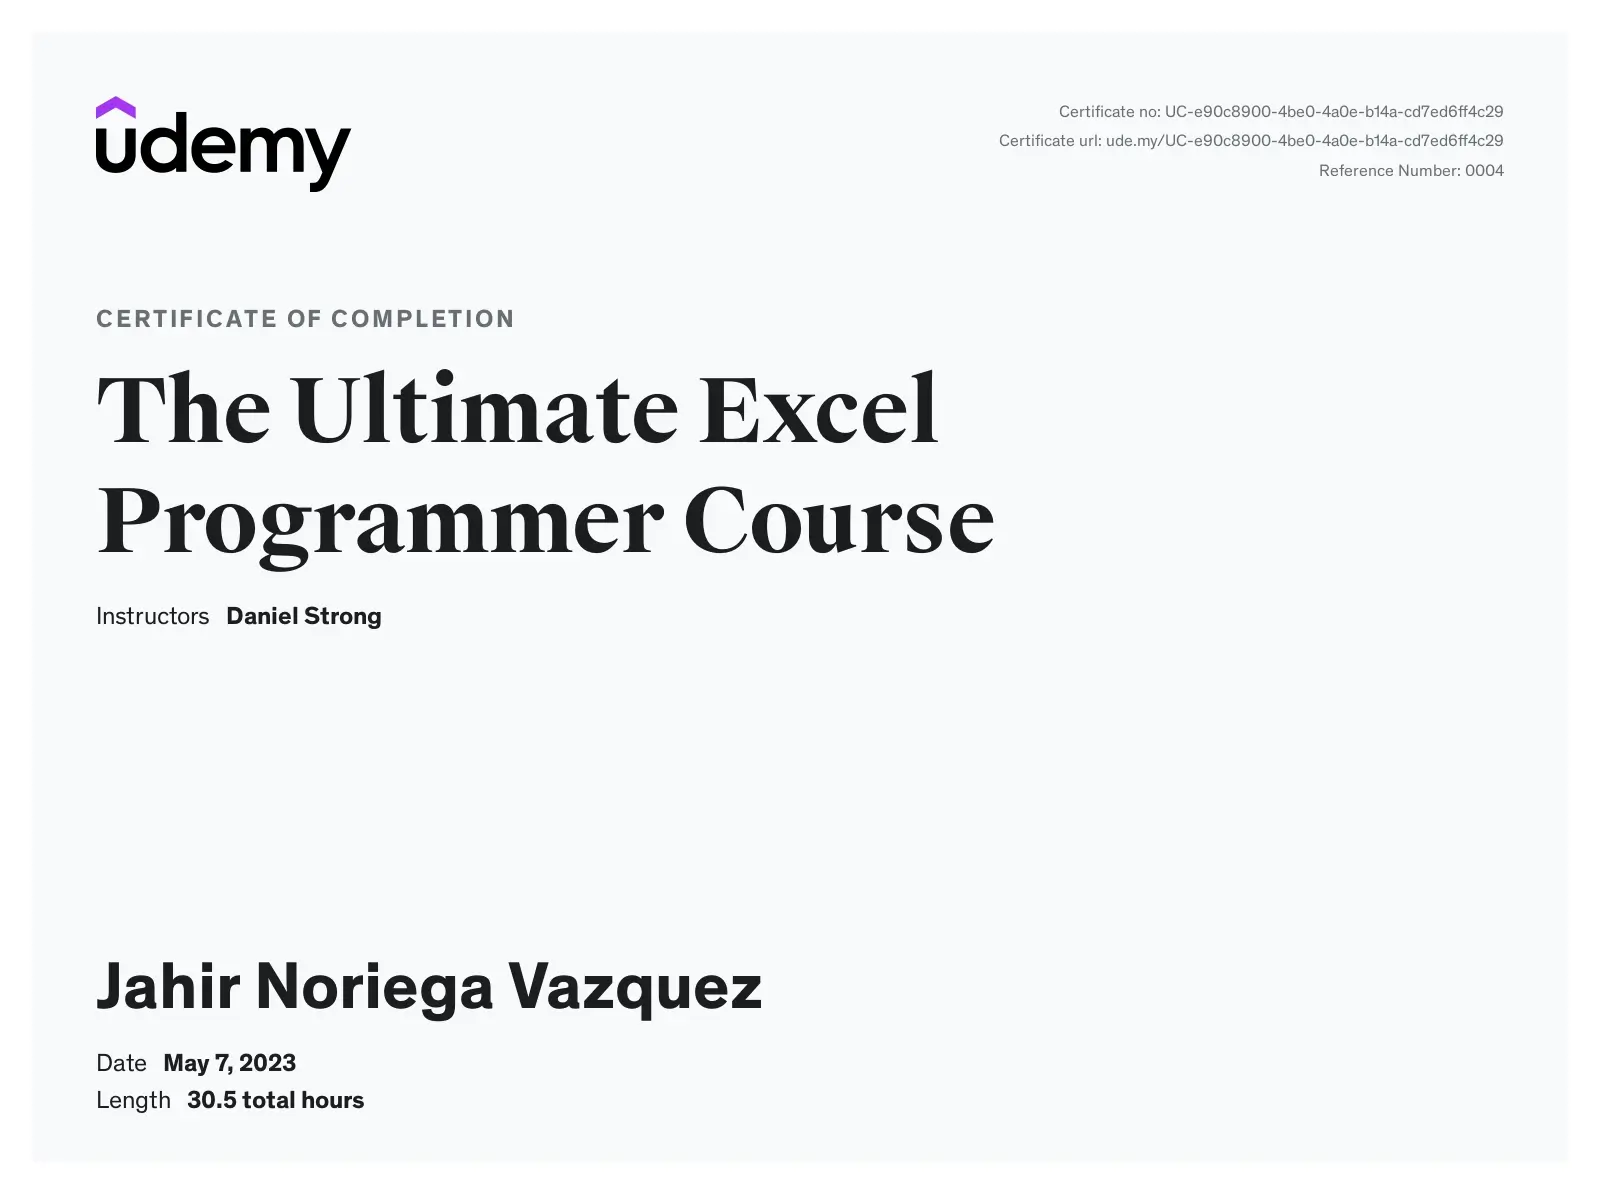 udemy
Certificate no: UC-e90c8900-4be0-4a0e-b14a-cd7ed6ff4c29
Certificate url: ude.my/UC-e90c8900-4be0-4a0e-b14a-cd7ed6ff4c29
Reference Number: 0004
CERTIFICATE OF COMPLETION
The Ultimate Excel
Programmer Course
Instructors Daniel Strong
Jahir Noriega Vazquez
Date May 7, 2023
Length 30.5 total hours